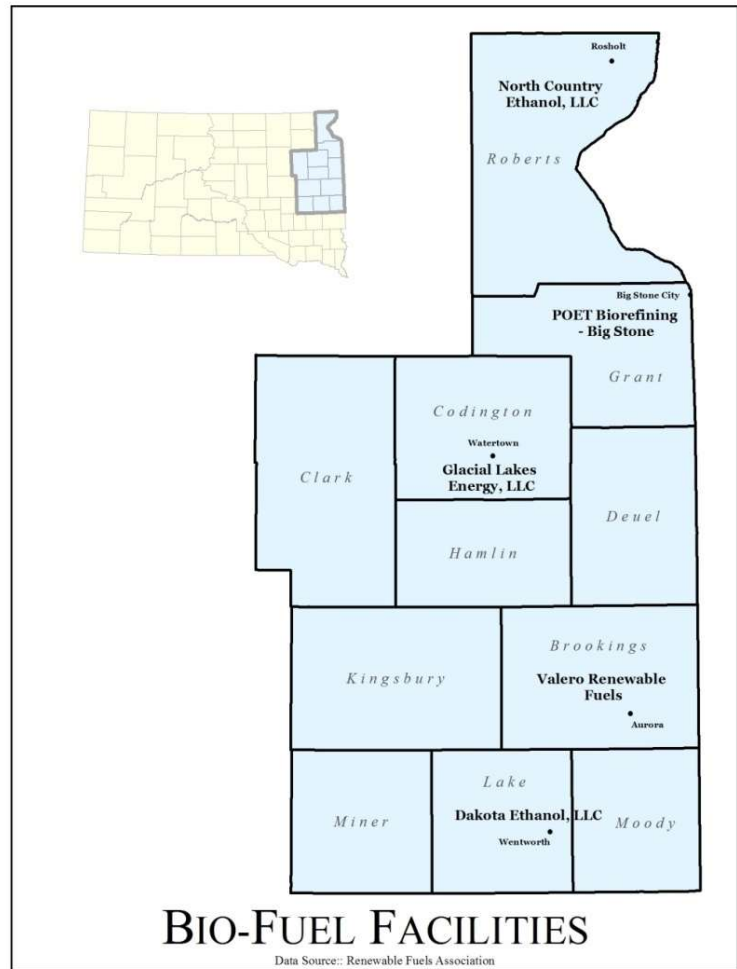 Rosholt
North Country
Ethanol, LLC
Roberts
Big Stone City
POET Biorefining
- Big Stone
Grant
Codington
Watertown
Glacial Lakes
Energy, LLC
Clark
Deuel
Hamlin
Brookings
Kingsbury
Valero Renewable
Fuels
Aurora
Lake
Dakota Ethanol, LLC
Miner
Moody
Wentworth
BIO-FUEL FACILITIES
Data Source:: Renewable Fuels Association